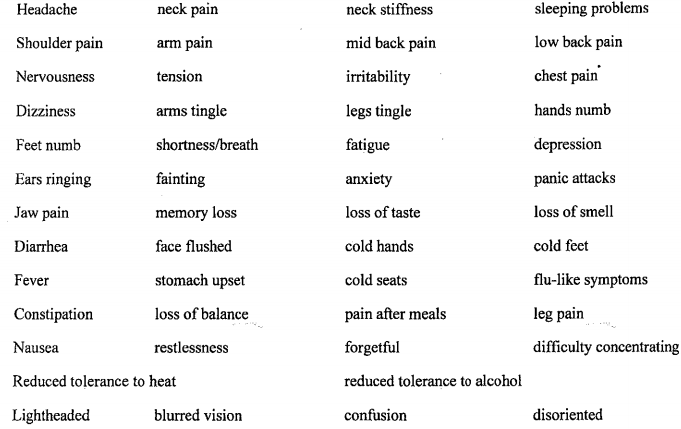 Headache neck pain neck stiffness sleeping problems
Shoulder pain arm pain mid back pain low back pain
Nervousness tension irritability chest pain
Dizziness arms tingle legs tingle hands numb
Feet numb shortness/breath fatigue depression
Ears ringing fainting anxiety panic attacks
Jaw pain memory loss loss of taste loss of smell
Diarrhea face flushed cold hands cold feet
Fever stomach upset cold seats flu-like symptoms
Constipation loss of balance pain after meals leg pain
Nausea restlessness forgetful difficulty concentrating
Reduced tolerance to heat reduced tolerance to alcohol
Lightheaded blurred vision confusion disoriented